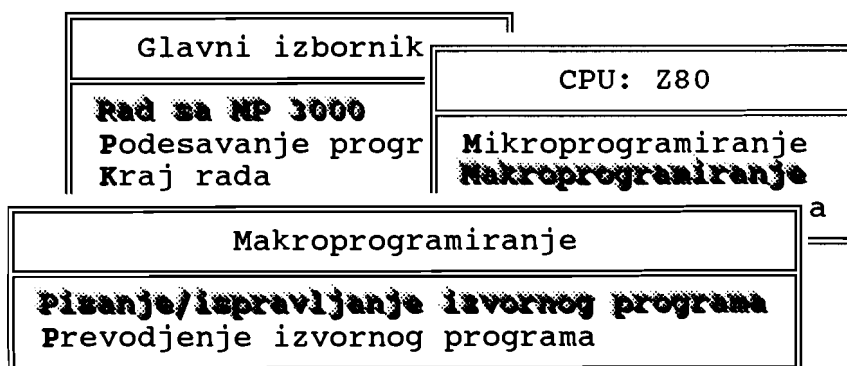 Glavni izbornik
Rad sa MP 3000
Podesavanje progr
Kraj rada
CPU: Z80
Mikroprogramiranje
Makroprogramiranje
a
Makroprogramiranje
Pisanje/ispravljanje izvornog programa
Prevodjenje izvornog programa